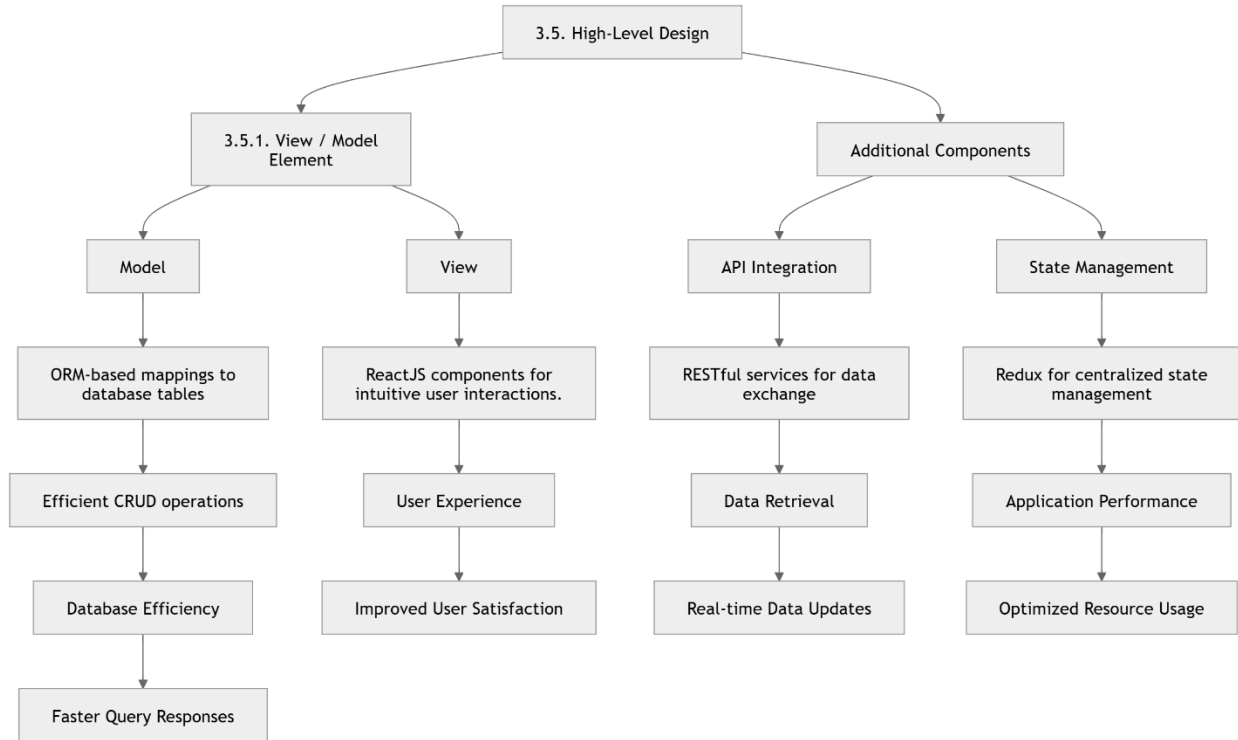 3.5. High-Level Design
3.5.1. View / Model
Element
Additional Components
Model
View
API Integration
State Management
ORM-based mappings to
database tables
ReactJS components for
intuitive user interactions.
RESTful services for data
exchange
Redux for centralized state
management
Efficient CRUD operations
User Experience
Data Retrieval
Application Performance
Database Efficiency
Improved User Satisfaction
Real-time Data Updates
Optimized Resource Usage
Faster Query Responses